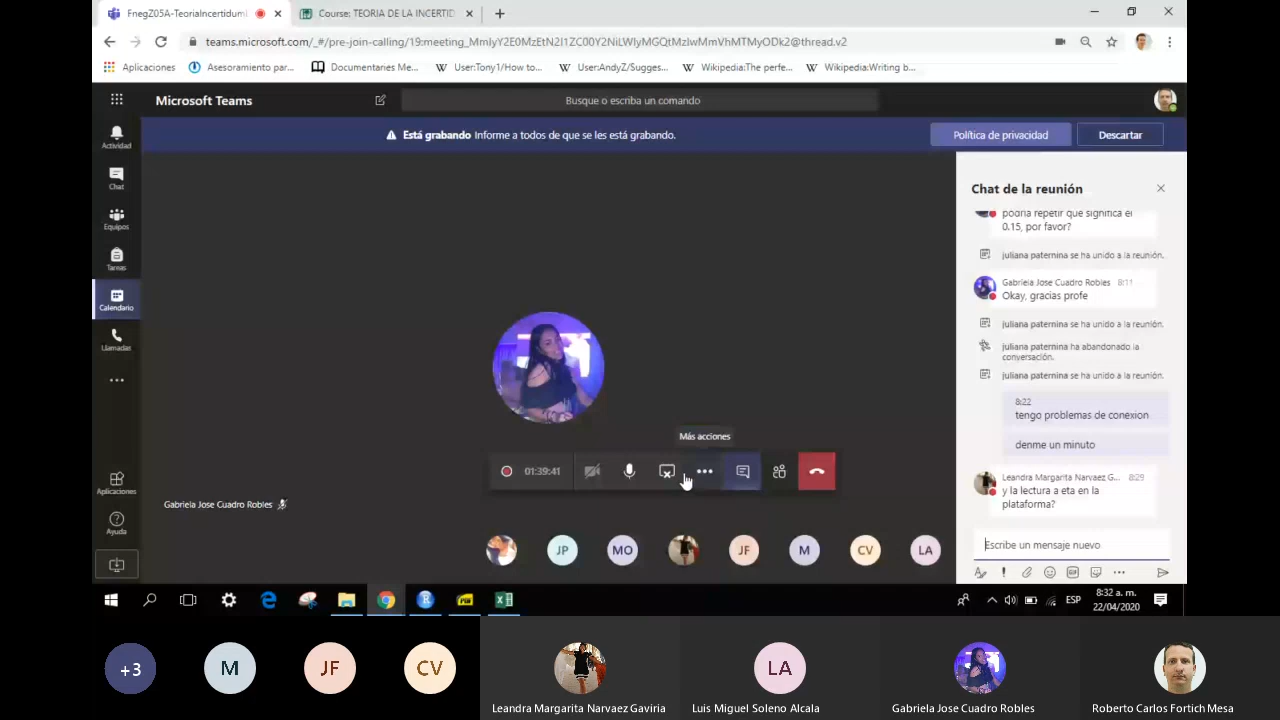 FnegZ05A-TeoriaIncertidum
Course: TEORIA DE LA INCERTID
teams.microsoft.com/_#/pre-join-calling/19:meeting_MmIyY2E0MzEtN2I1ZC00Y2NiLWIyMGQtMzIwMmVhMTMyODk2@thread.v2
Aplicaciones
Asesoramiento par...
Documentaries Me...
User:Tony1/How to...
User:AndyZ/Sugges...
Wikipedia:The perfe...
Wikipedia:Writing b...
Microsoft Teams
Busque o escriba un comando
Está grabando Informe a todos de que se les está grabando.
Política de privacidad
Descartar
Actividad
Chat
Equipos
Tareas
Calendario
Llamadas
Aplicaciones
Ayuda
Chat de la reunión
podría repetir que significa el
0.15, por favor?
juliana paternina se ha unido a la reunión.
Gabriela Jose Cuadro Robles 8:11
Okay, gracias profe
juliana paternina se ha unido a la reunión.
juliana paternina ha abandonado la
conversación.
juliana paternina se ha unido a la reunión.
8:22
tengo problemas de conexion
denme un minuto
Leandra Margarita Narvaez G... 8:29
y la lectura a eta en la
plataforma?
Escribe un mensaje nuevo
Más acciones
01:39:41
Gabriela Jose Cuadro Robles
JP
MO
JF
M
CV
LA
ESP
8:32 a. m.
22/04/2020
+3
M
JF
CV
LA
Leandra Margarita Narvaez Gaviria
Luis Miguel Soleno Alcala
Gabriela Jose Cuadro Robles
Roberto Carlos Fortich Mesa